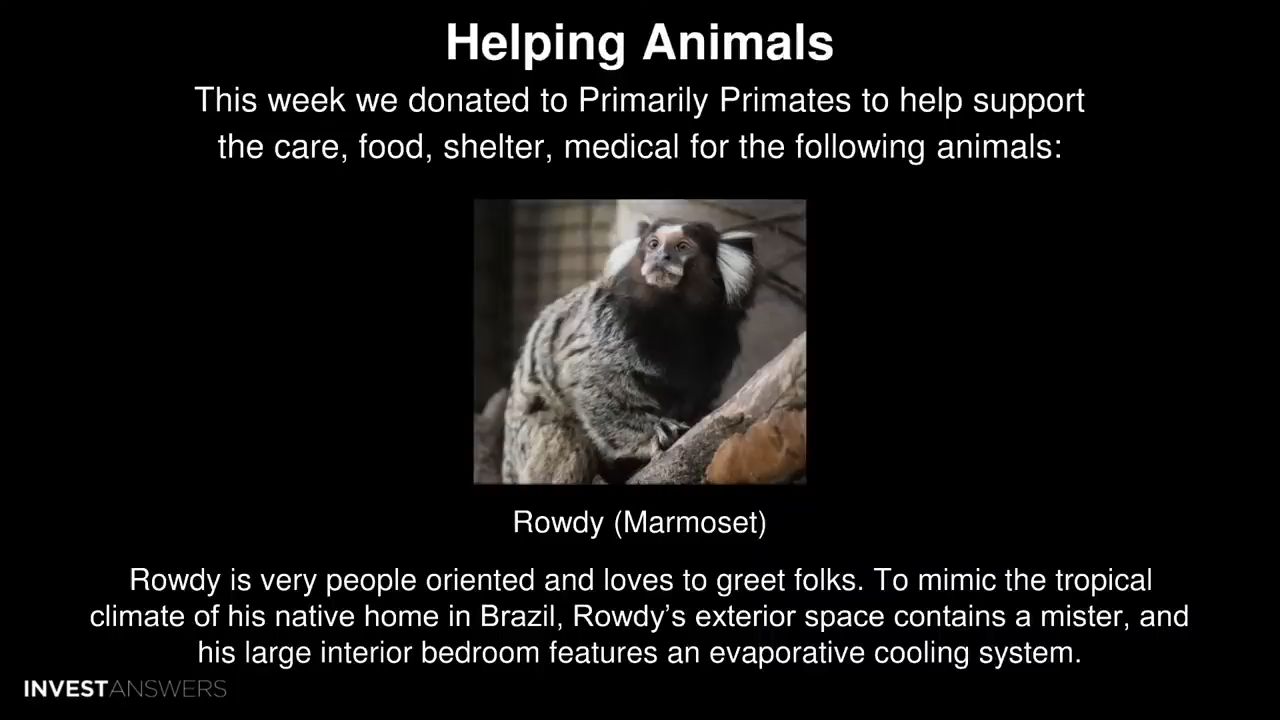 Helping Animals
This week we donated to Primarily Primates to help support
the care, food, shelter, medical for the following animals:
Rowdy (Marmoset)
Rowdy is very people oriented and loves to greet folks. To mimic the tropical
climate of his native home in Brazil, Rowdy’s exterior space contains a mister, and
his large interior bedroom features an evaporative cooling system.
INVESTANSWERS